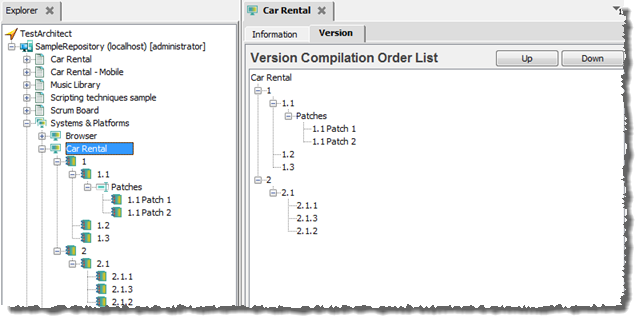 Explorer
TestArchitect
SampleRepository (localhost) [administrator]
Car Rental
Car Rental - Mobile
Music Library
Scripting techniques sample
Scrum Board
Systems & Platforms
Browser
Car Rental
1
1.1
Patches
1.1 Patch 1
1.1 Patch 2
1.2
1.3
2
2.1
2.1.1
2.1.3
2.1.2
Car Rental
Information
Version
Version Compilation Order List
Up
Down
Car Rental
1
1.1
Patches
1.1 Patch 1
1.1 Patch 2
1.2
1.3
2
2.1
2.1.1
2.1.3
2.1.2